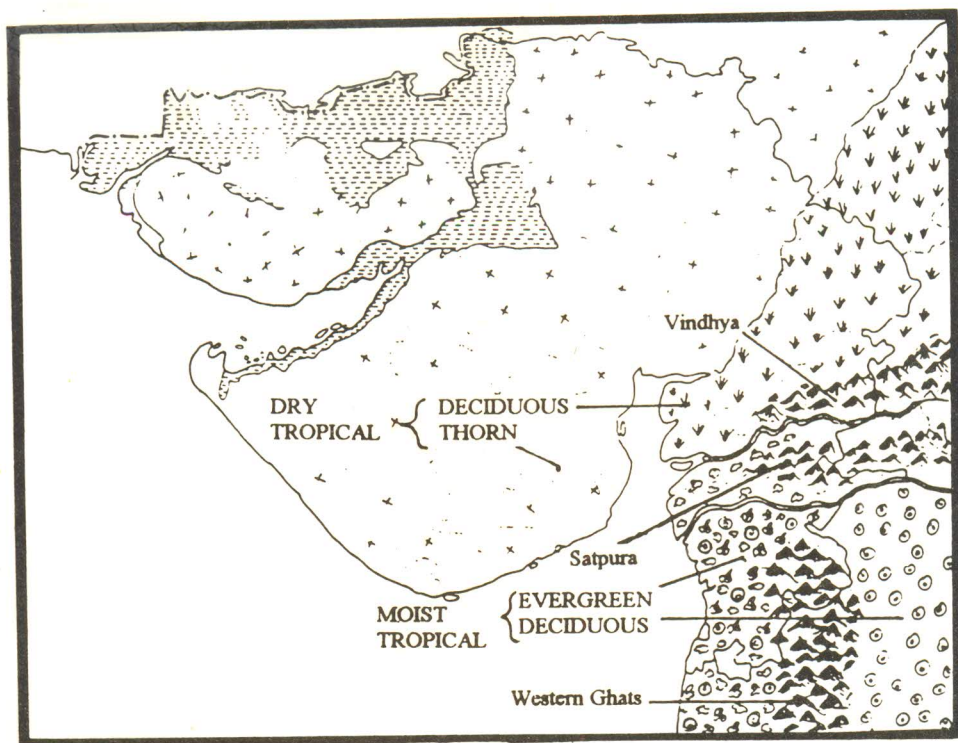 Vindhya
DRY
TROPICAL
DECIDUOUS
THORN
Satpura
MOIST
TROPICAL
EVERGREEN
DECIDUOUS
Western Ghats